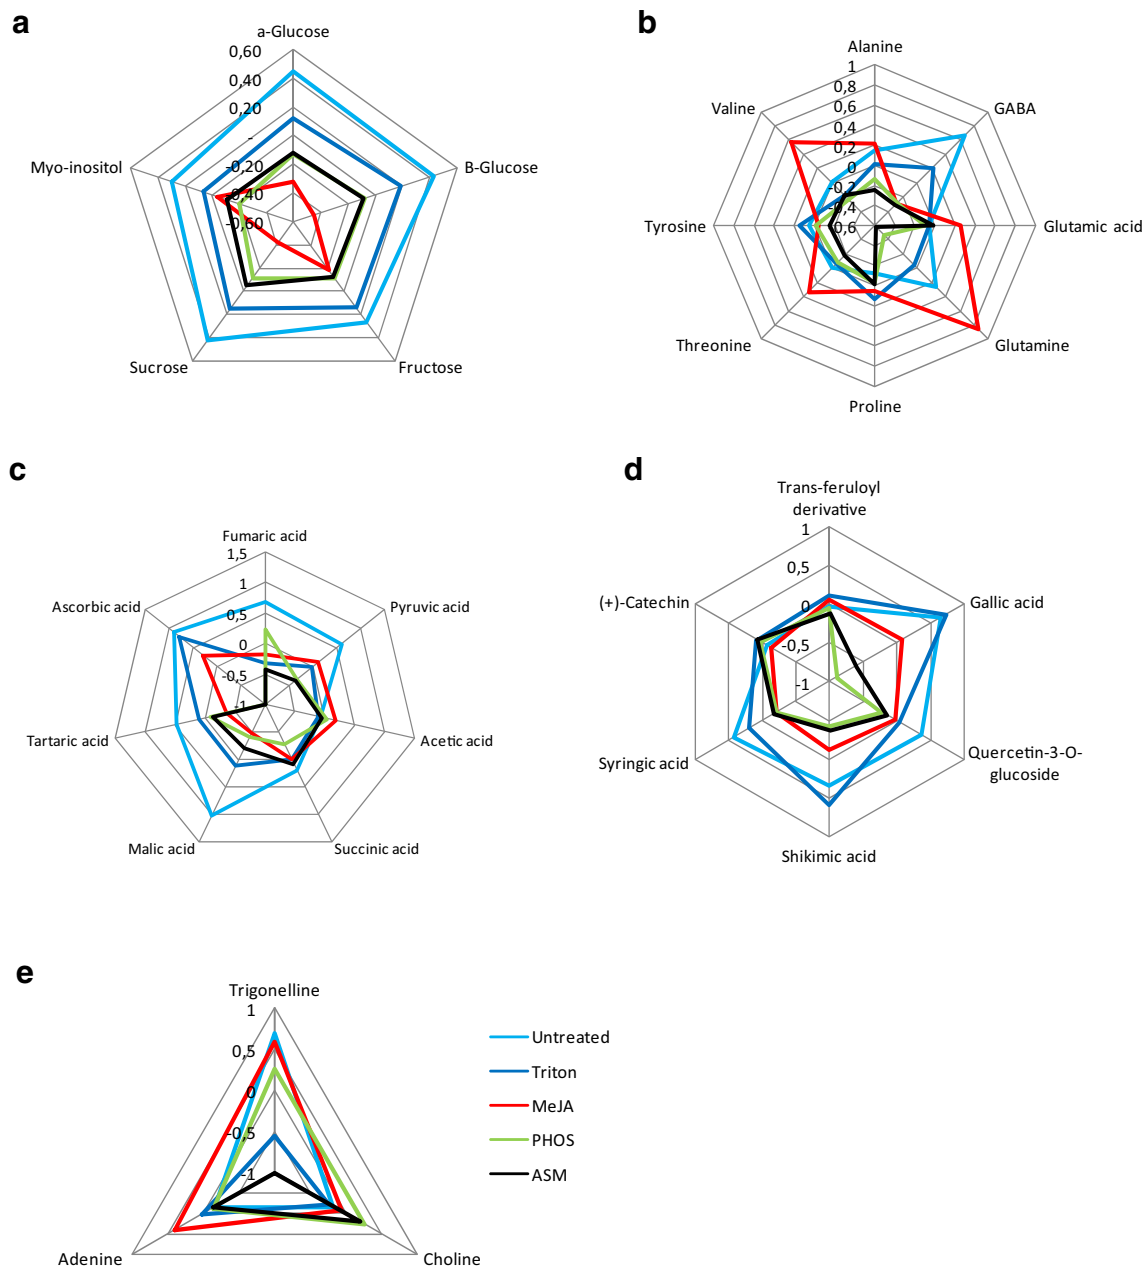 a
a-Glucose
0,60
0,40
0,20
-
-0,20
-0,40
-0,60
B-Glucose
Fructose
Sucrose
Myo-inositol
b
Alanine
1
0,8
0,6
0,4
0,2
0
-0,2
-0,4
-0,6
GABA
Glutamic acid
Glutamine
Proline
Threonine
Tyrosine
Valine
c
Fumaric acid
1,5
1
0,5
0
-0,5
-1
Pyruvic acid
Acetic acid
Succinic acid
Malic acid
Tartaric acid
Ascorbic acid
d
Trans-feruloyl
derivative
1
0,5
0
-0,5
-1
Gallic acid
Quercetin-3-O-
glucoside
Shikimic acid
Syringic acid
(+)-Catechin
e
Trigonelline
1
0,5
0
-0,5
-1
Choline
Adenine
Untreated
Triton
MeJA
PHOS
ASM